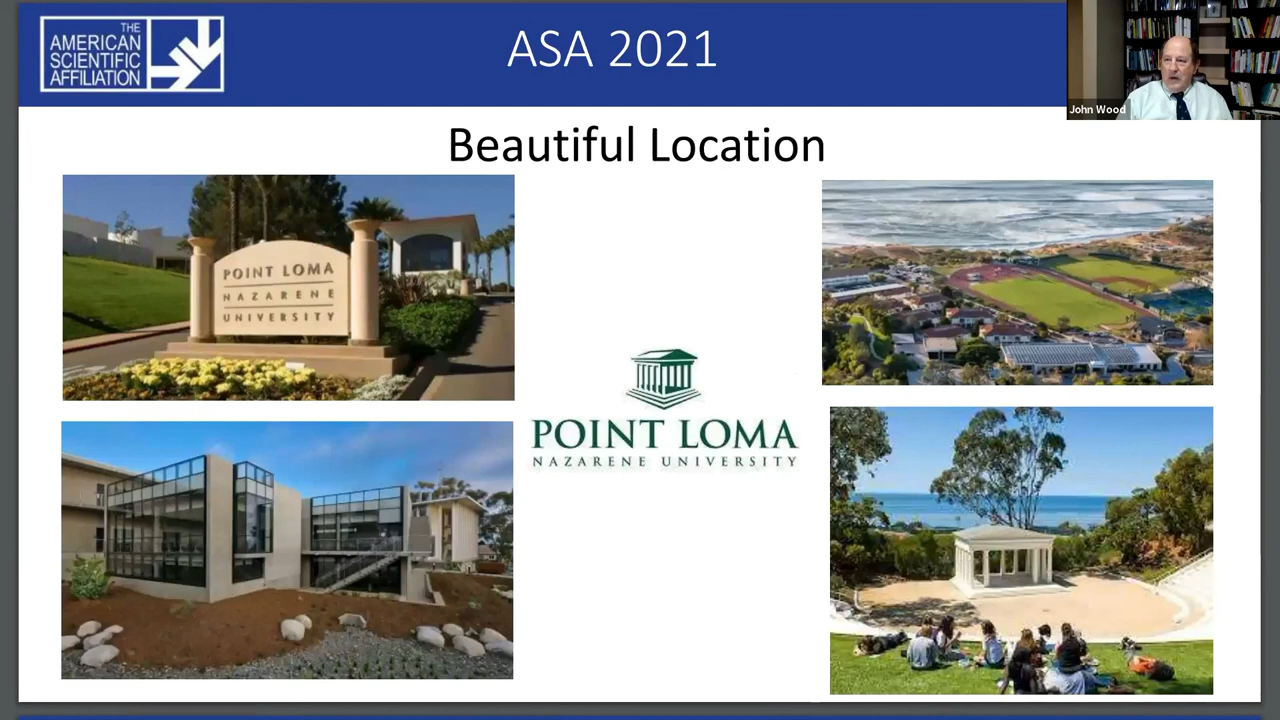 THE
AMERICAN
SCIENTIFIC
AFFILIATION
ASA 2021
John Wood
Beautiful Location
POINT LOMA
NAZARENE
UNIVERSITY
POINT LOMA
NAZARENE UNIVERSITY